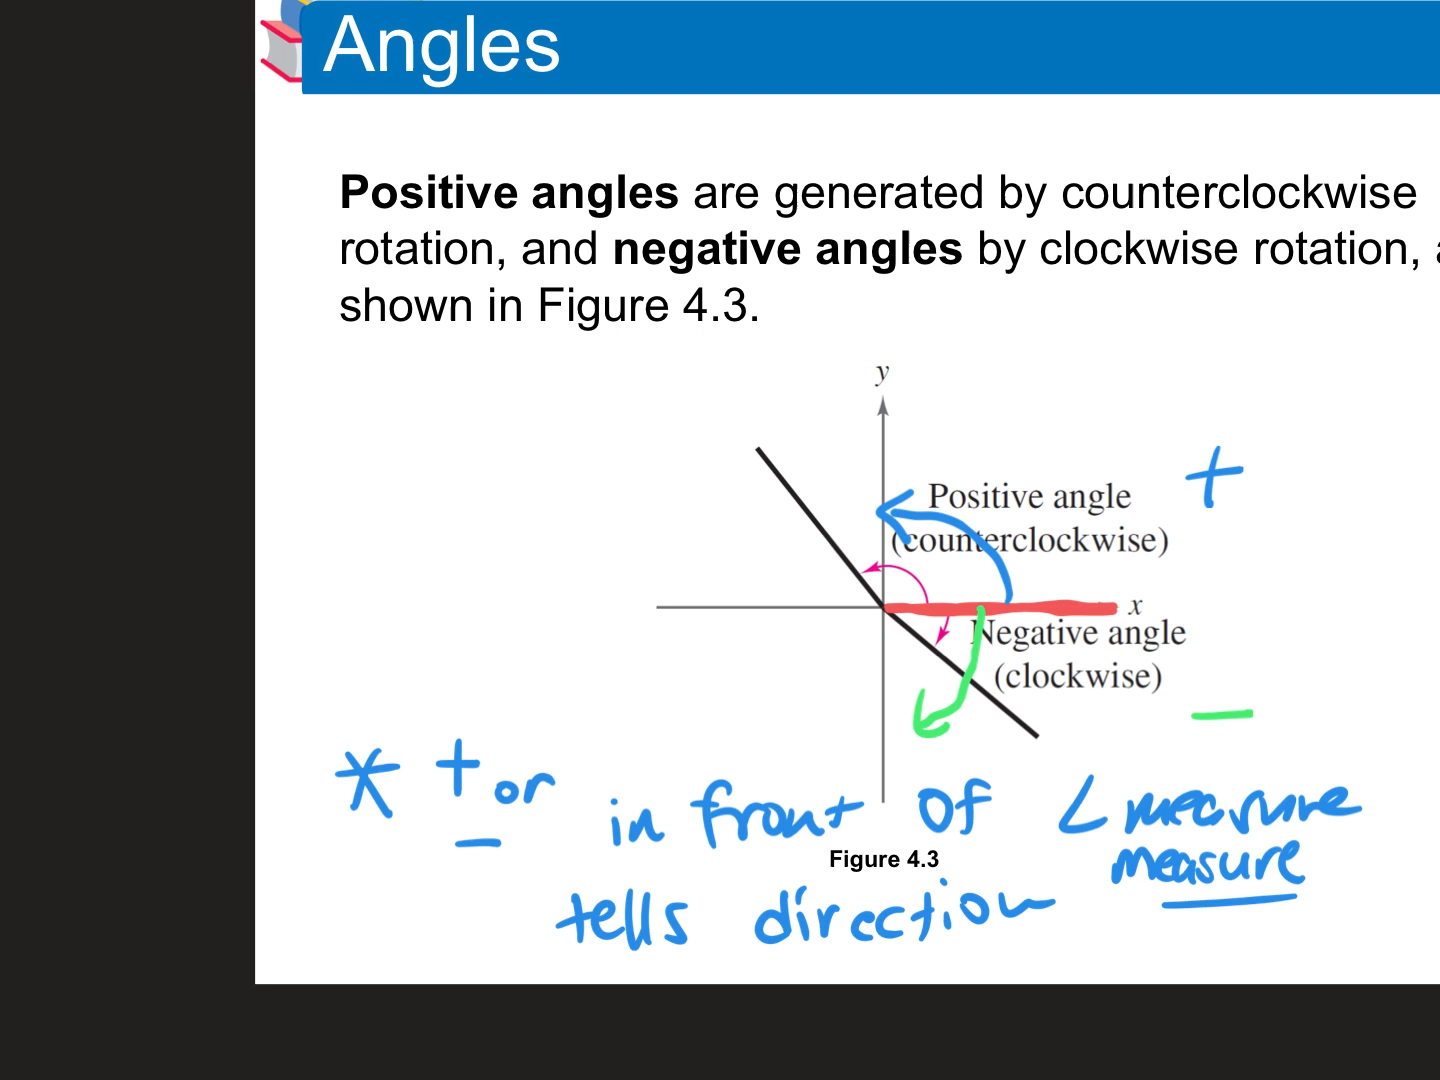 Angles
Positive angles are generated by counterclockwise
rotation, and negative angles by clockwise rotation, a
shown in Figure 4.3.
y
Positive angle
(counterclockwise)
+
x
Negative angle
(clockwise)
−
* + or − in front of ∠ measure
measure
Figure 4.3
tells direction